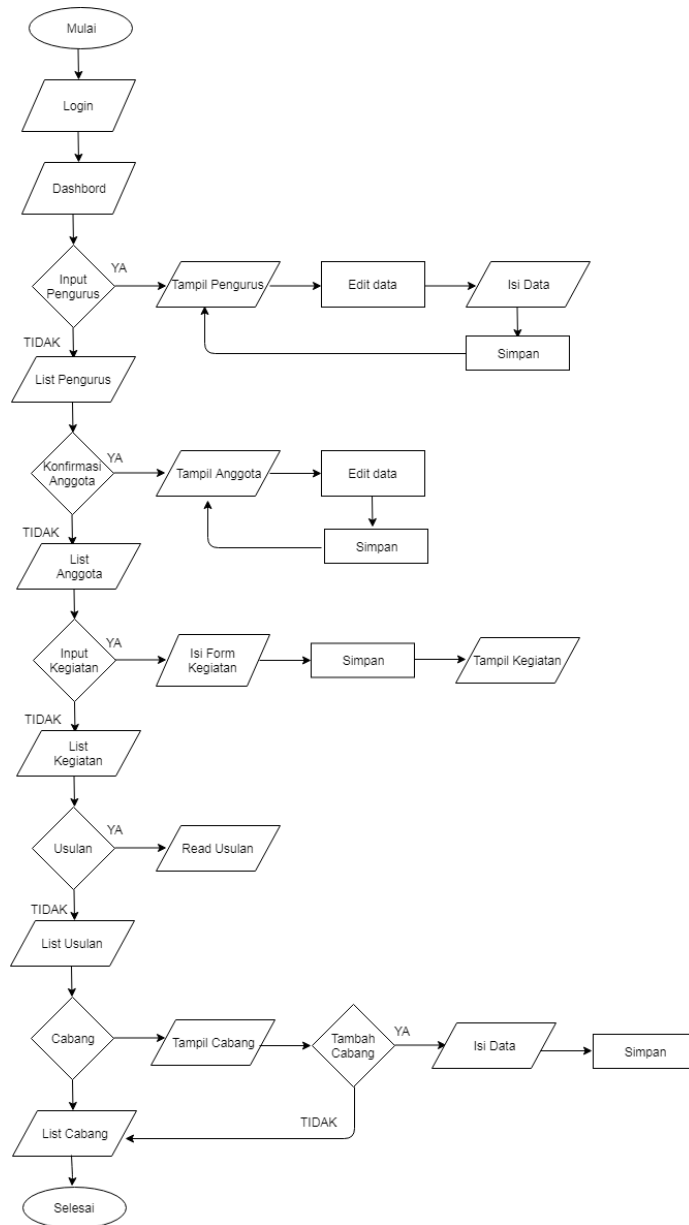 Mulai
Login
Dashbord
Input
Pengurus
YA
Tampil Pengurus
Edit data
Isi Data
Simpan
TIDAK
List Pengurus
Konfirmasi
Anggota
YA
Tampil Anggota
Edit data
Simpan
TIDAK
List
Anggota
Input
Kegiatan
YA
Isi Form
Kegiatan
Simpan
Tampil Kegiatan
TIDAK
List
Kegiatan
Usulan
YA
Read Usulan
TIDAK
List Usulan
Cabang
Tampil Cabang
Tambah
Cabang
YA
Isi Data
Simpan
TIDAK
List Cabang
Selesai